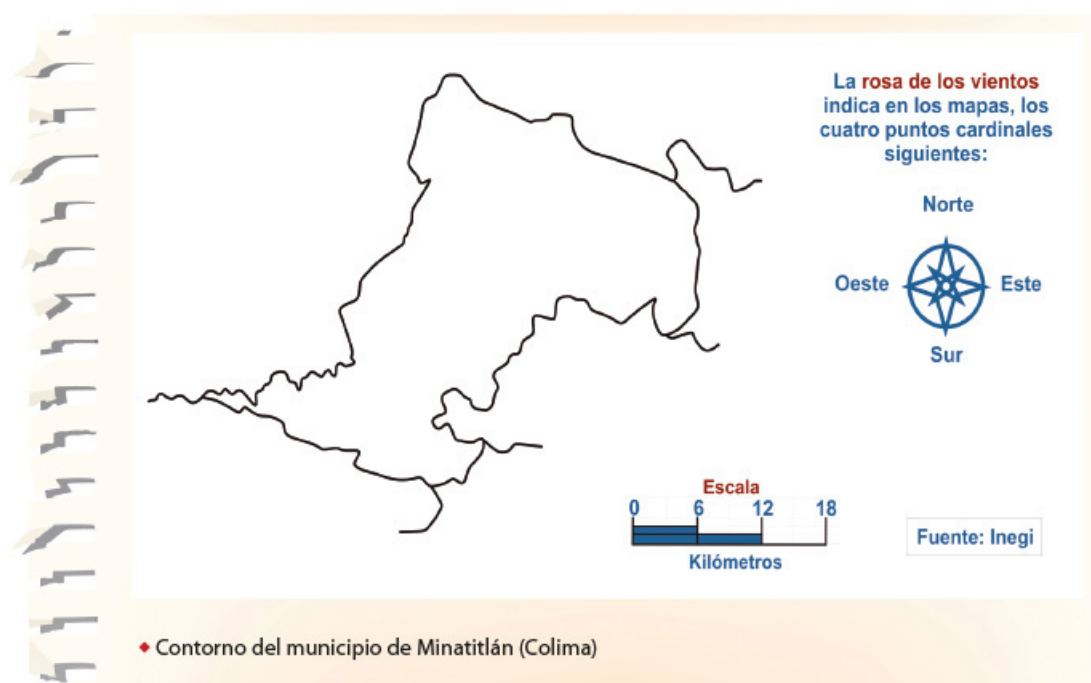 La rosa de los vientos
indica en los mapas, los
cuatro puntos cardinales
siguientes:
Norte
Oeste
Este
Sur
Escala
0 6 12 18
Kilómetros
Fuente: Inegi
Contorno del municipio de Minatitlán (Colima)